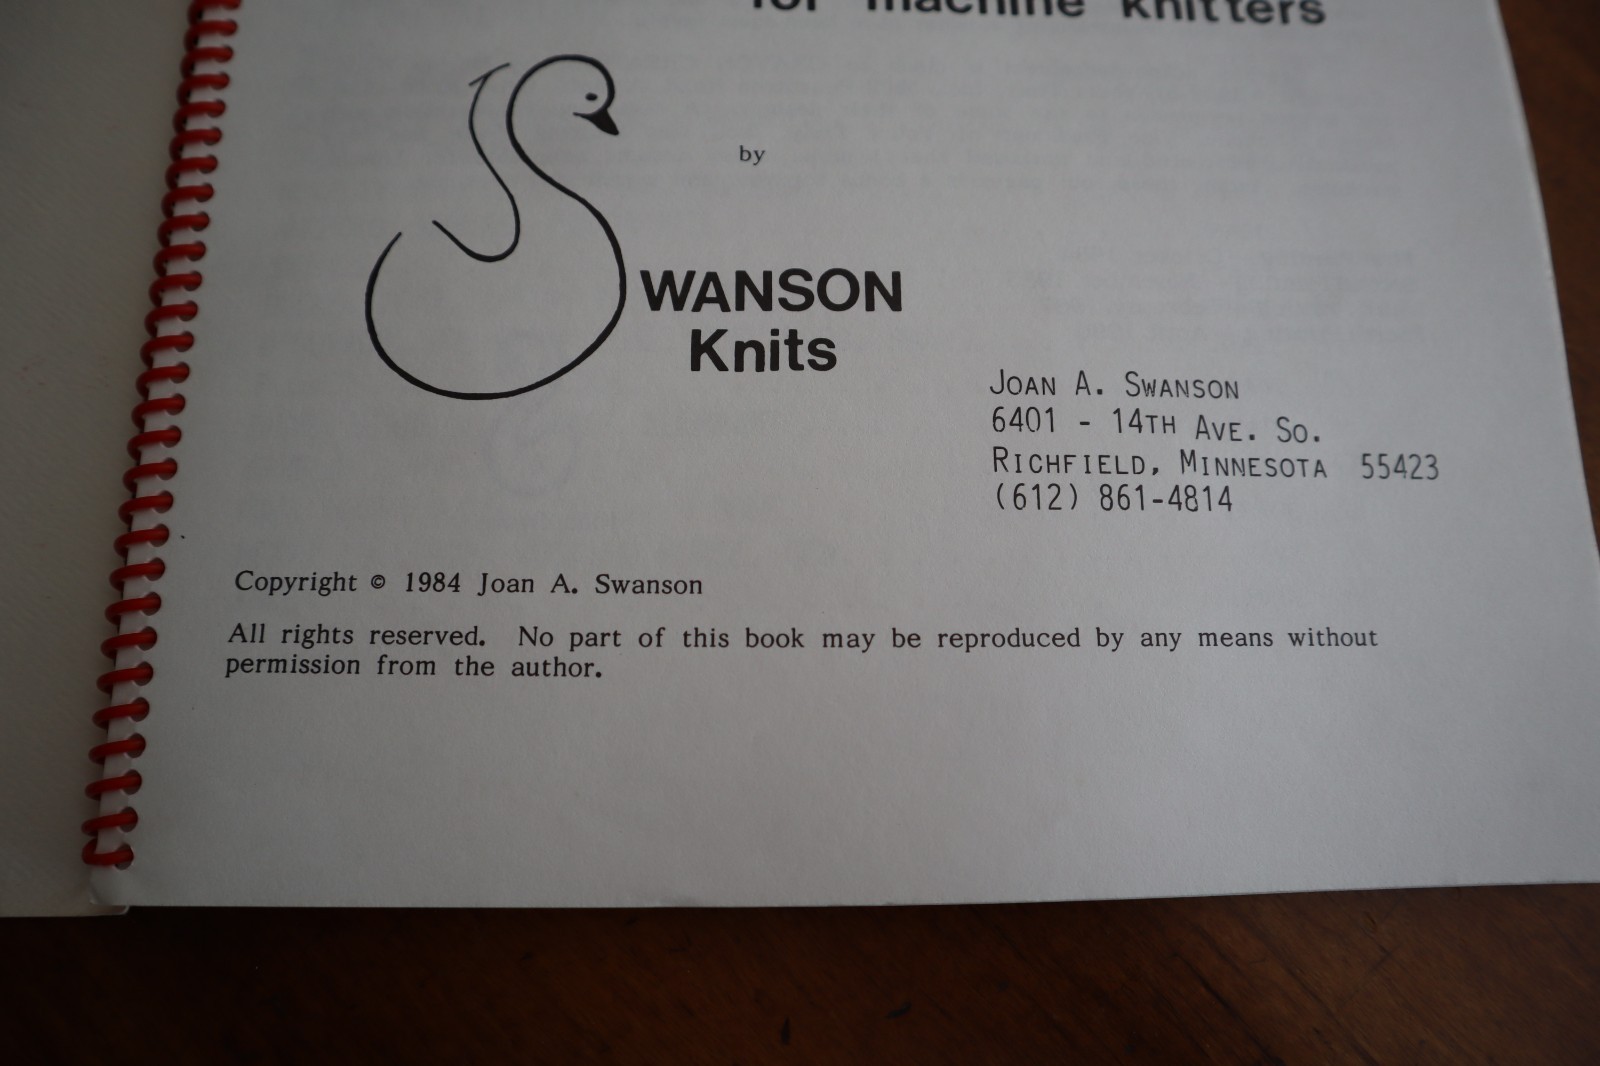 for machine knitters
by
SWANSON
Knits
JOAN A. SWANSON
6401 - 14TH AVE. SO.
RICHFIELD, MINNESOTA 55423
(612) 861-4814
Copyright © 1984 Joan A. Swanson
All rights reserved. No part of this book may be reproduced by any means without
permission from the author.